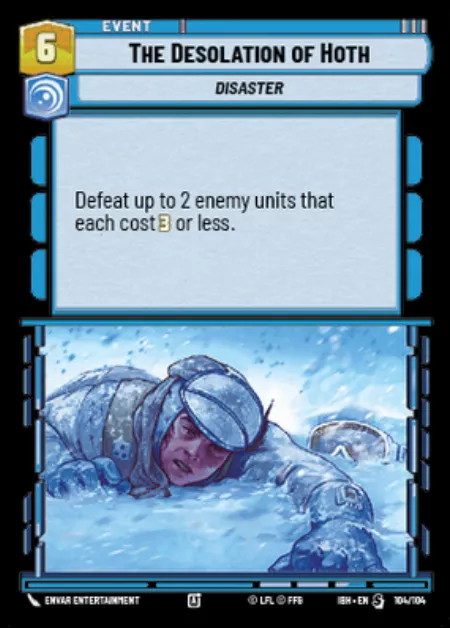 EVENT
6
THE DESOLATION OF HOTH
DISASTER
Defeat up to 2 enemy units that
each cost 3 or less.
ENVAR ENTERTAINMENT
© LFL © FFG
IBH • EN
104/104